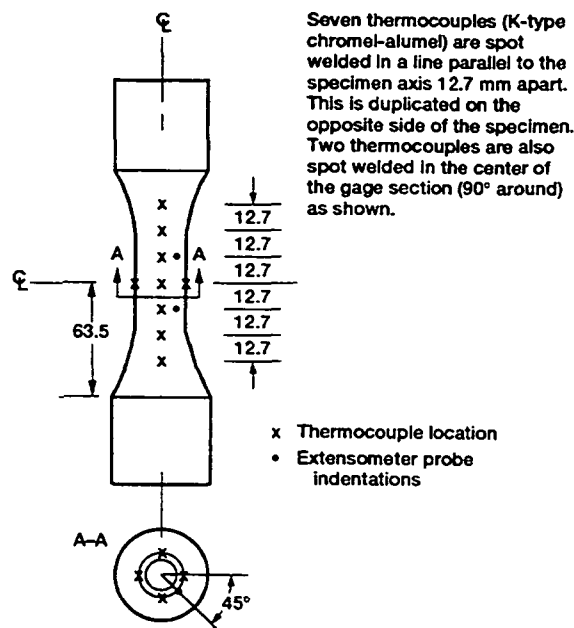 ℄
Seven thermocouples (K-type
chromel-alumel) are spot
welded in a line parallel to the
specimen axis 12.7 mm apart.
This is duplicated on the
opposite side of the specimen.
Two thermocouples are also
spot welded in the center of
the gage section (90° around)
as shown.
12.7
12.7
A A
12.7
℄
12.7
63.5
12.7
12.7
x Thermocouple location
• Extensometer probe
indentations
A–A
45°